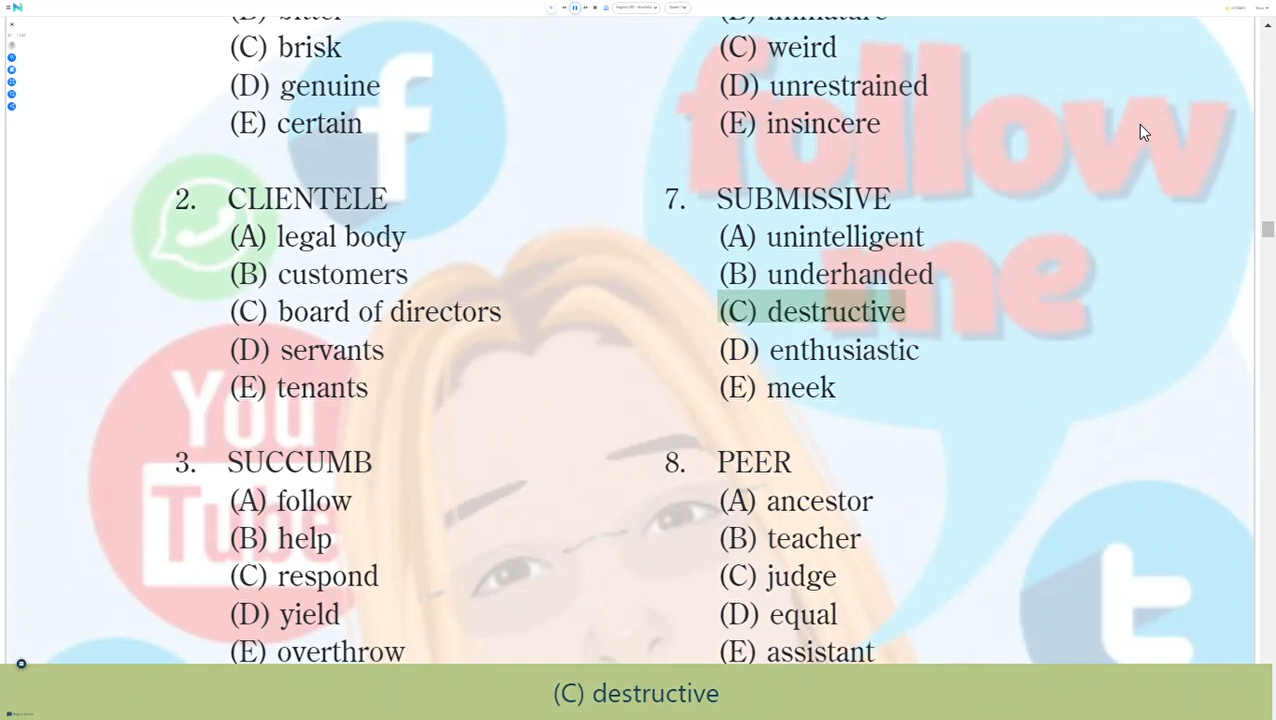 (C) brisk
(D) genuine
(E) certain
2. CLIENTELE
(A) legal body
(B) customers
(C) board of directors
(D) servants
(E) tenants
3. SUCCUMB
(A) follow
(B) help
(C) respond
(D) yield
(E) overthrow
(C) weird
(D) unrestrained
(E) insincere
7. SUBMISSIVE
(A) unintelligent
(B) underhanded
(C) destructive
(D) enthusiastic
(E) meek
8. PEER
(A) ancestor
(B) teacher
(C) judge
(D) equal
(E) assistant
follow
me
You
Tube
(C) destructive